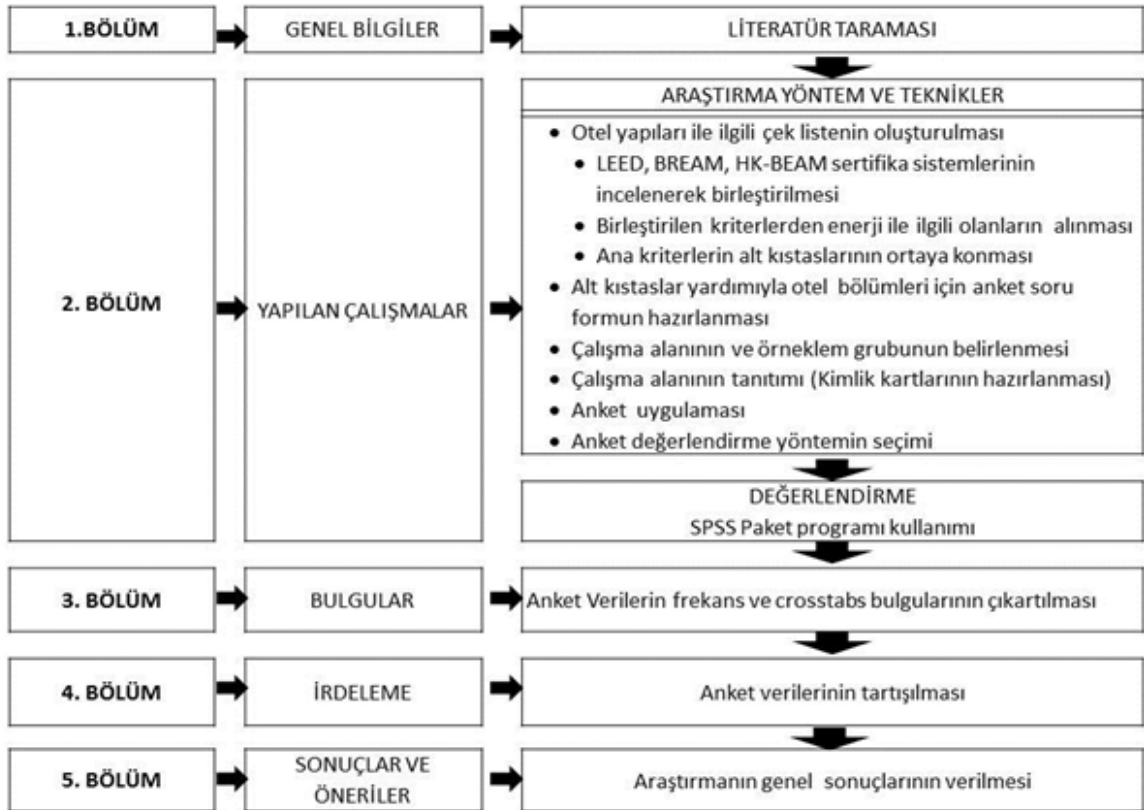 1.BÖLÜM
GENEL BİLGİLER
LİTERATÜR TARAMASI
2. BÖLÜM
YAPILAN ÇALIŞMALAR
ARAŞTIRMA YÖNTEM VE TEKNİKLER
• Otel yapıları ile ilgili çek listenin oluşturulması
• LEED, BREAM, HK-BEAM sertifika sistemlerinin
incelenerek birleştirilmesi
• Birleştirilen kriterlerden enerji ile ilgili olanların alınması
• Ana kriterlerin alt kıstaslarının ortaya konması
• Alt kıstaslar yardımıyla otel bölümleri için anket soru
formun hazırlanması
• Çalışma alanının ve örneklem grubunun belirlenmesi
• Çalışma alanının tanıtımı (Kimlik kartlarının hazırlanması)
• Anket uygulaması
• Anket değerlendirme yöntemin seçimi
DEĞERLENDİRME
SPSS Paket programı kullanımı
3. BÖLÜM
BULGULAR
Anket Verilerin frekans ve crosstabs bulgularının çıkartılması
4. BÖLÜM
İRDELEME
Anket verilerinin tartışılması
5. BÖLÜM
SONUÇLAR VE
ÖNERİLER
Araştırmanın genel sonuçlarının verilmesi